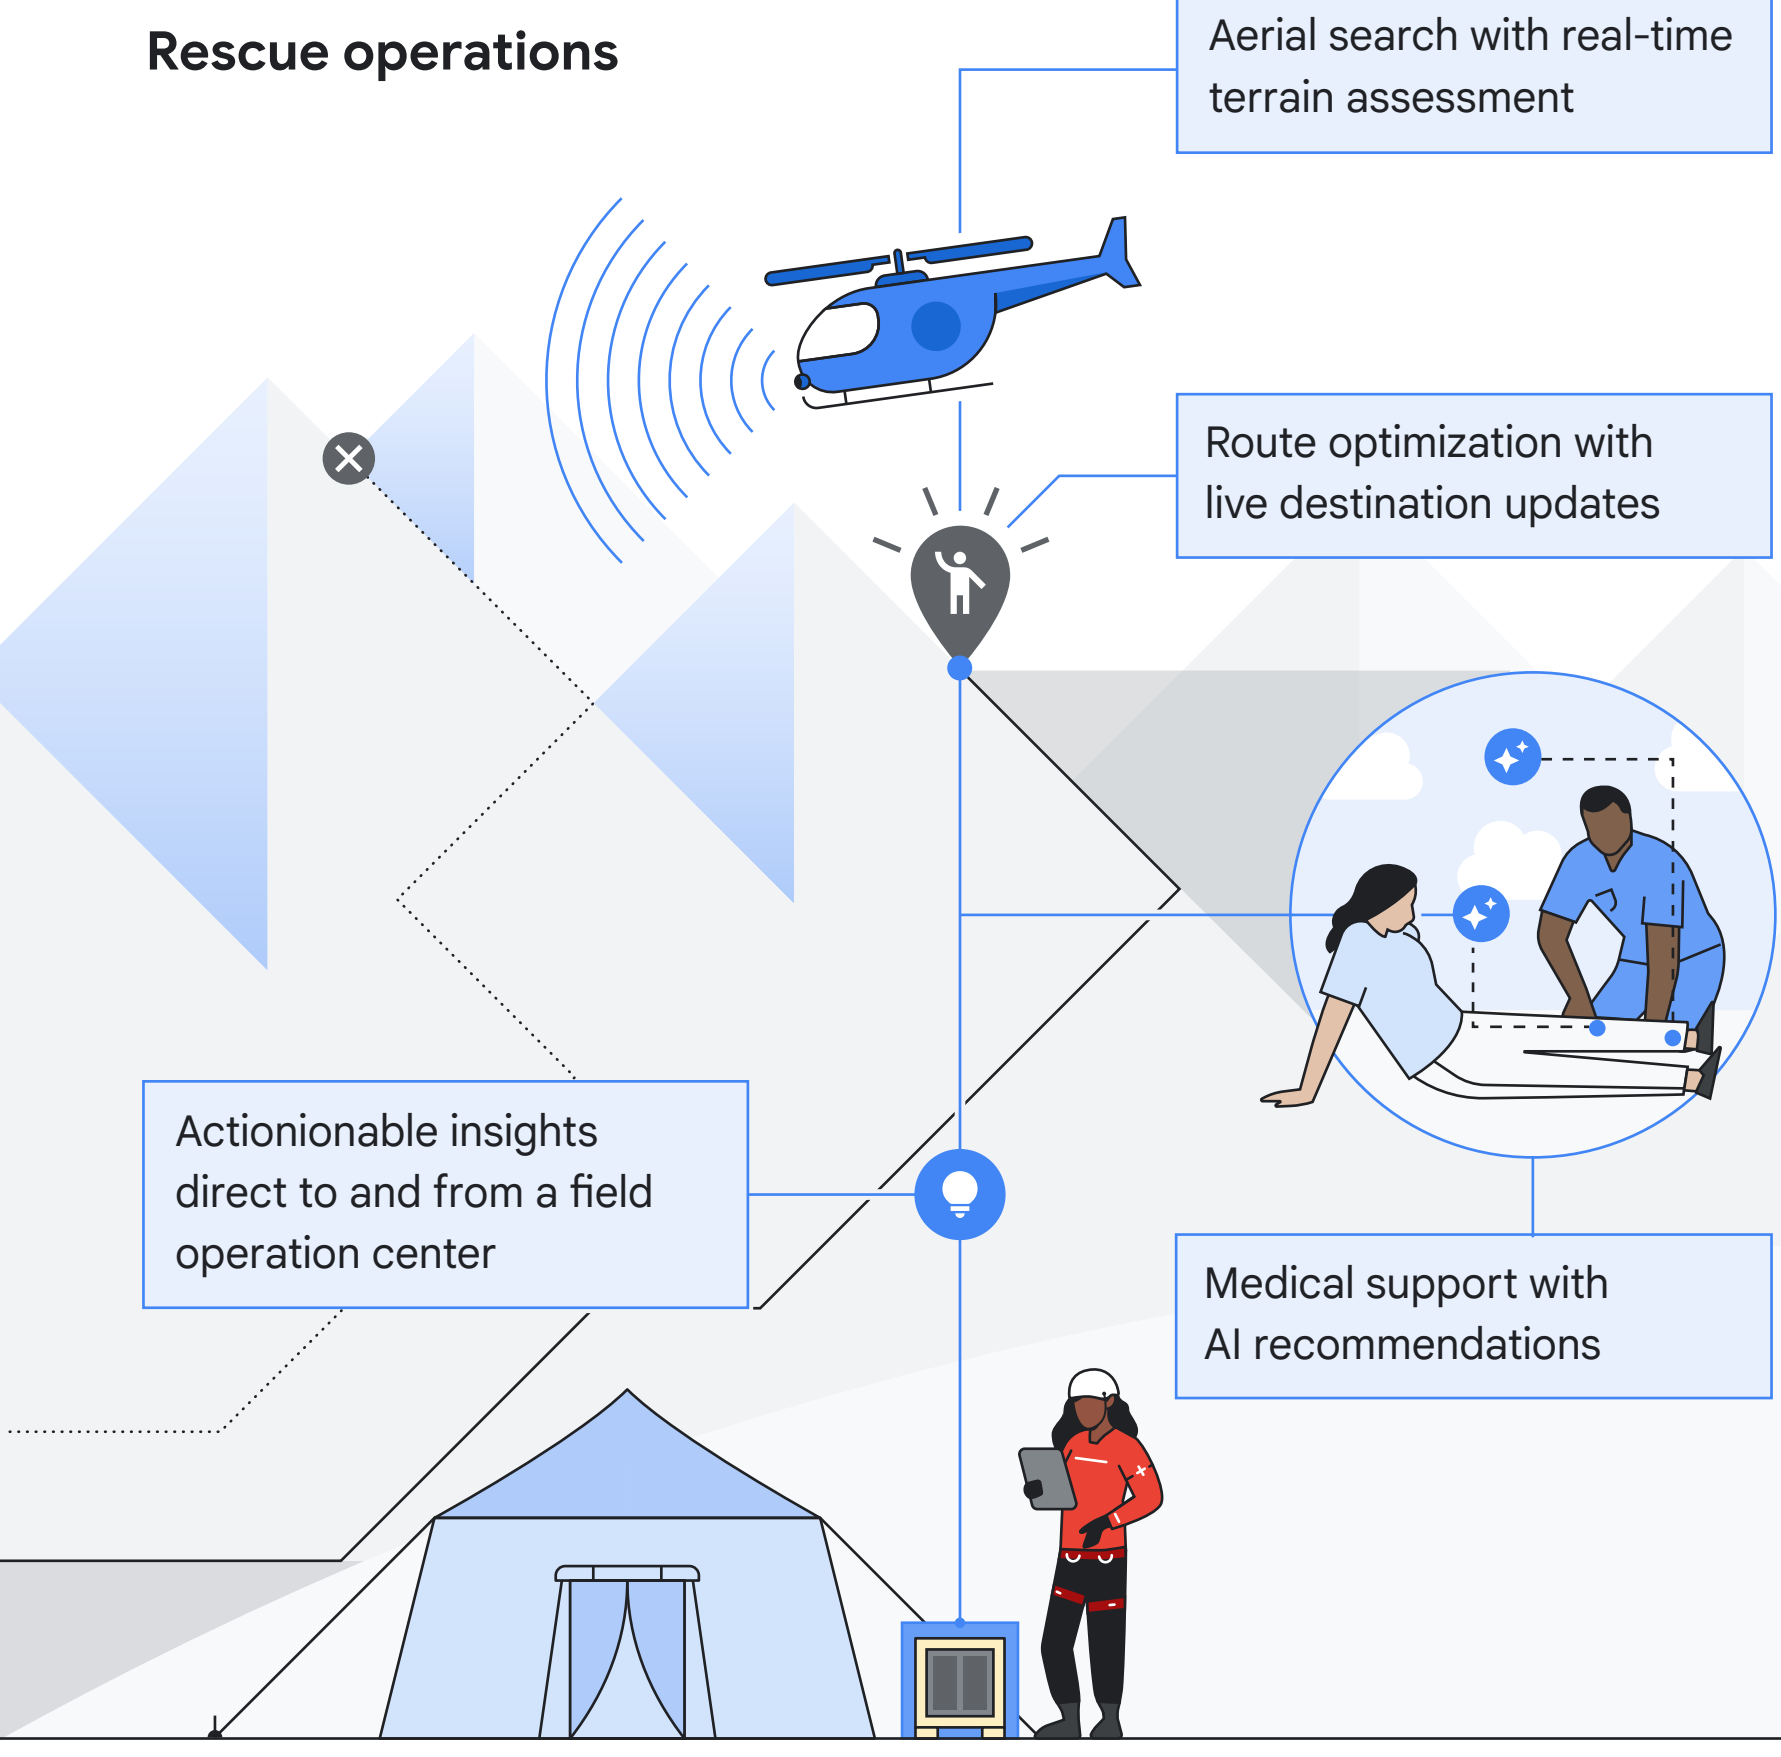 Rescue operations
Aerial search with real-time
terrain assessment
Route optimization with
live destination updates
Actionionable insights
direct to and from a field
operation center
Medical support with
AI recommendations